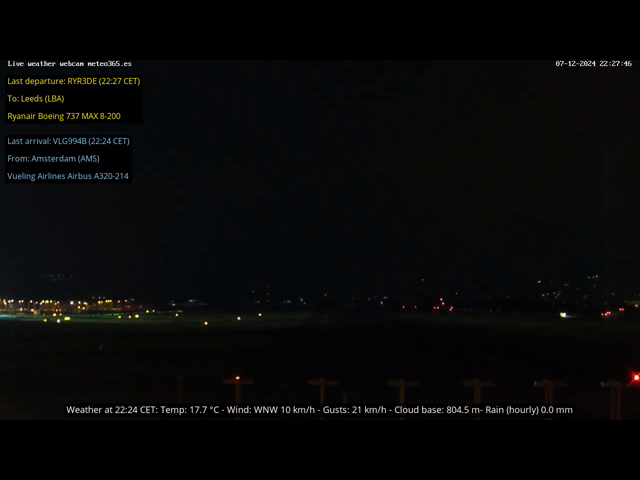 Live weather webcam meteo365.es
07-12-2024 22:27:46
Last departure: RYR3DE (22:27 CET)
To: Leeds (LBA)
Ryanair Boeing 737 MAX 8-200
Last arrival: VLG994B (22:24 CET)
From: Amsterdam (AMS)
Vueling Airlines Airbus A320-214
Weather at 22:24 CET: Temp: 17.7 °C - Wind: WNW 10 km/h - Gusts: 21 km/h - Cloud base: 804.5 m- Rain (hourly) 0.0 mm